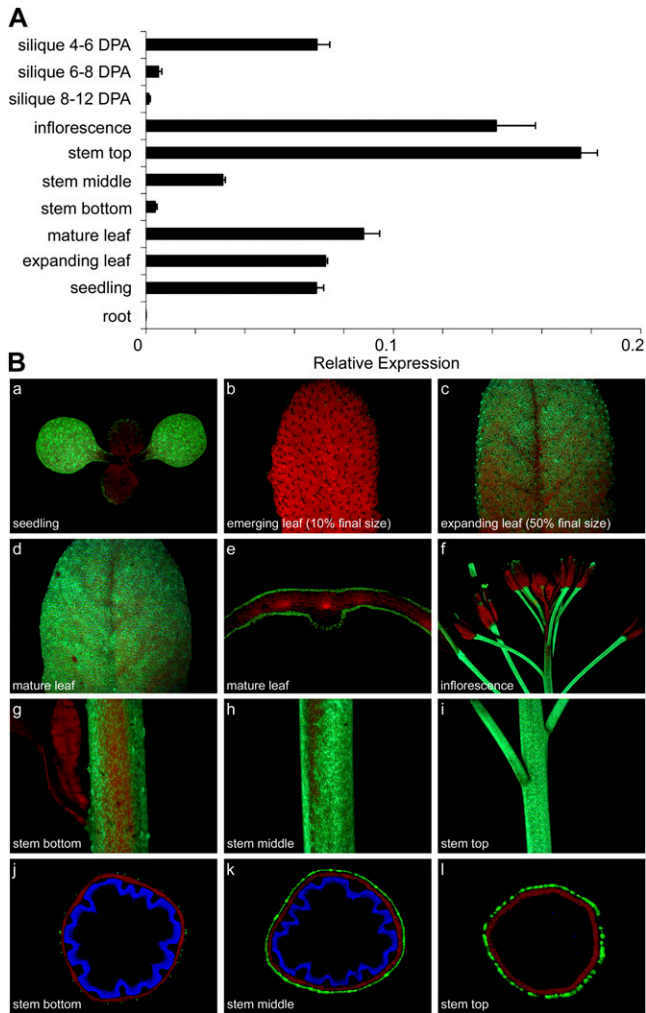 A
silique 4-6 DPA
silique 6-8 DPA
silique 8-12 DPA
inflorescence
stem top
stem middle
stem bottom
mature leaf
expanding leaf
seedling
root
0 0.1 0.2
Relative Expression
B
a
seedling
b
emerging leaf (10% final size)
c
expanding leaf (50% final size)
d
mature leaf
e
mature leaf
f
inflorescence
g
stem bottom
h
stem middle
i
stem top
j
stem bottom
k
stem middle
l
stem top